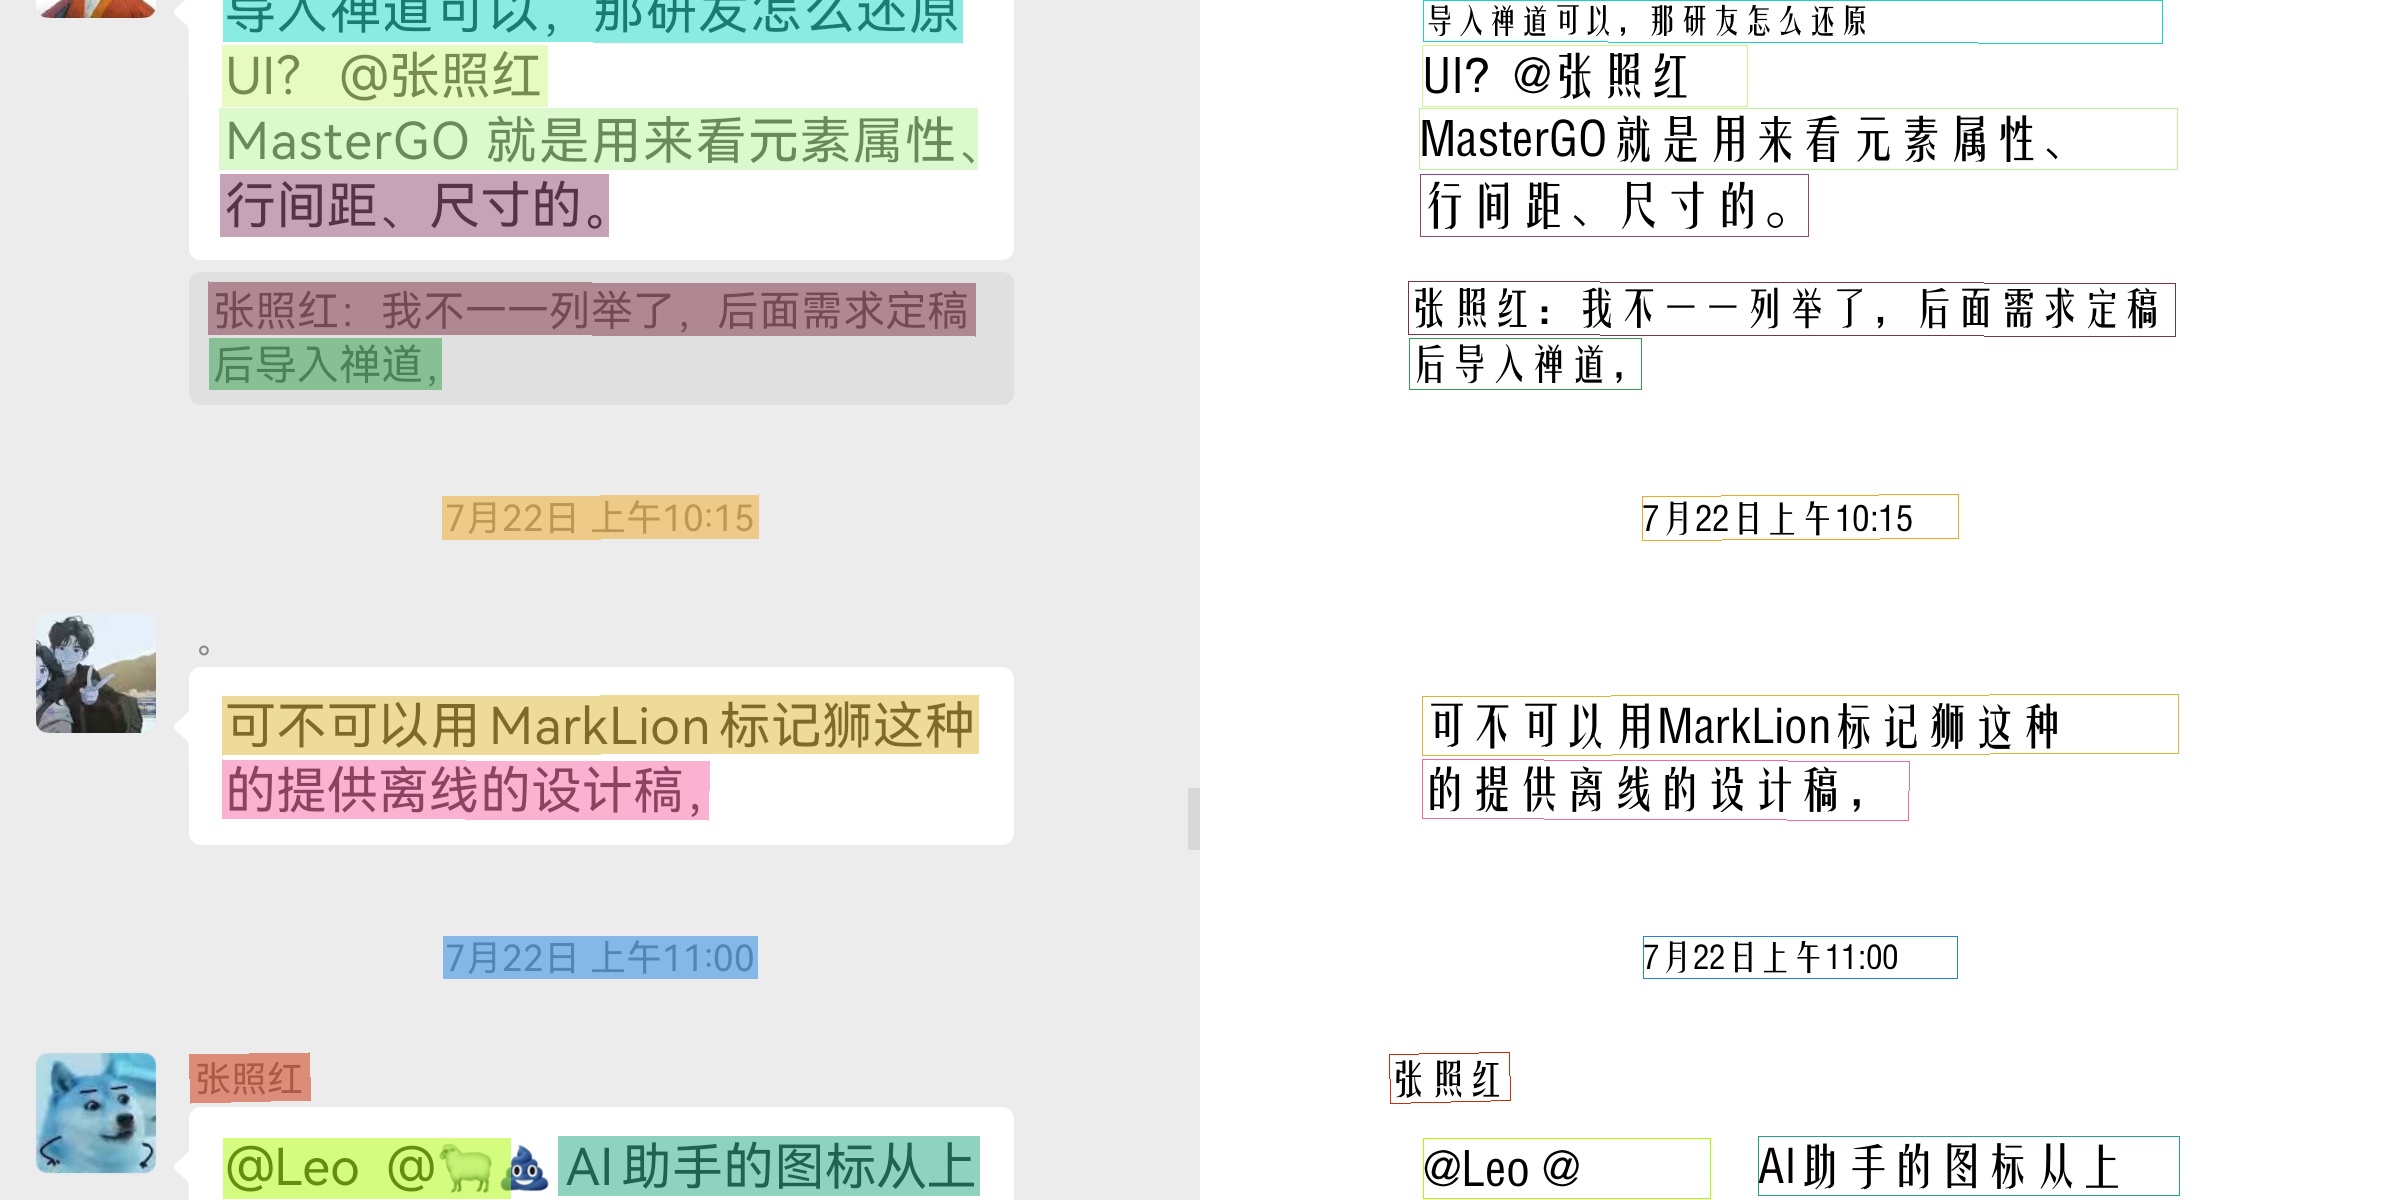 导入禅道可以，那研发怎么还原
UI？ @张照红
MasterGO 就是用来看元素属性、
行间距、尺寸的。
张照红：我不一一列举了，后面需求定稿
后导入禅道，
7月22日 上午10:15
。
可不可以用MarkLion标记狮这种
的提供离线的设计稿，
7月22日 上午11:00
张照红
@Leo @🐑💩 AI助手的图标从上
导入禅道可以，那研友怎么还原
UI? @张照红
MasterGO就是用来看元素属性、
行间距、尺寸的。
张照红：我不一一列举了，后面需求定稿
后导入禅道，
7月22日上午10:15
可不可以用MarkLion标记狮这种
的提供离线的设计稿，
7月22日上午11:00
张照红
@Leo @ AI助手的图标从上